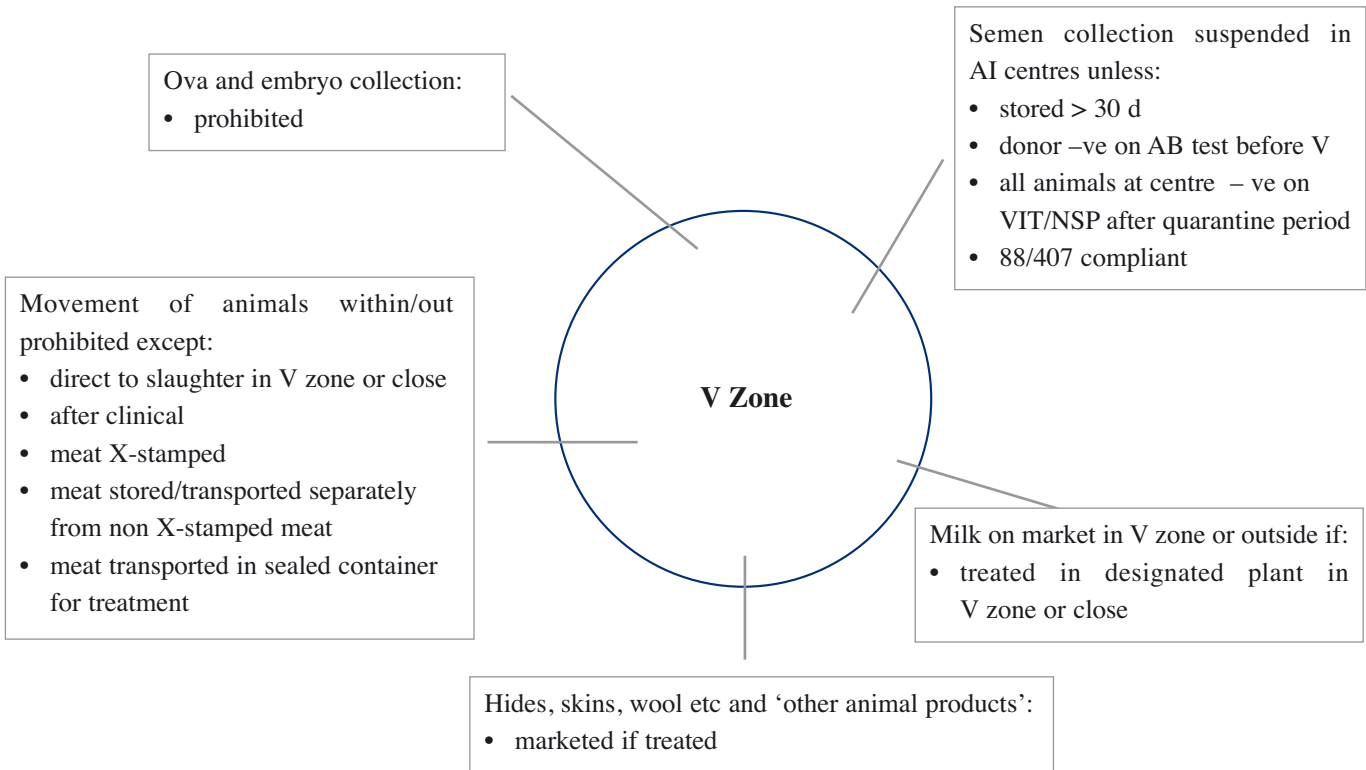 Ova and embryo collection:
• prohibited
Semen collection suspended in
AI centres unless:
• stored > 30 d
• donor –ve on AB test before V
• all animals at centre – ve on
VIT/NSP after quarantine period
• 88/407 compliant
Movement of animals within/out
prohibited except:
• direct to slaughter in V zone or close
• after clinical
• meat X-stamped
• meat stored/transported separately
from non X-stamped meat
• meat transported in sealed container
for treatment
V Zone
Milk on market in V zone or outside if:
• treated in designated plant in
V zone or close
Hides, skins, wool etc and ‘other animal products’:
• marketed if treated